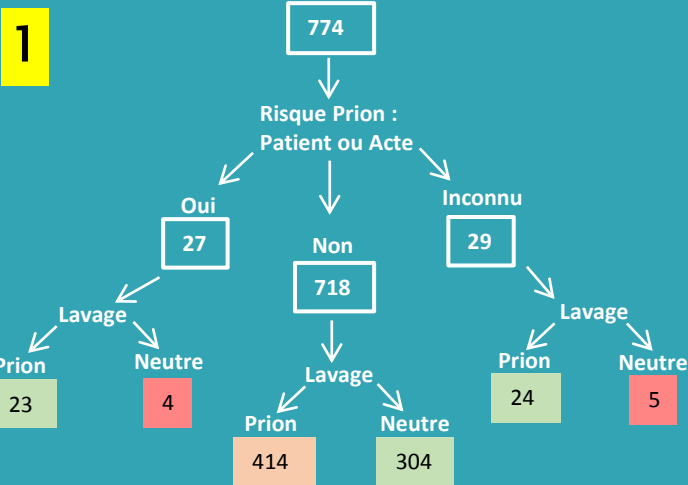 1
774
Risque Prion :
Patient ou Acte
Oui
27
Non
718
Inconnu
29
Lavage
Prion
23
Neutre
4
Lavage
Prion
414
Neutre
304
Lavage
Prion
24
Neutre
5